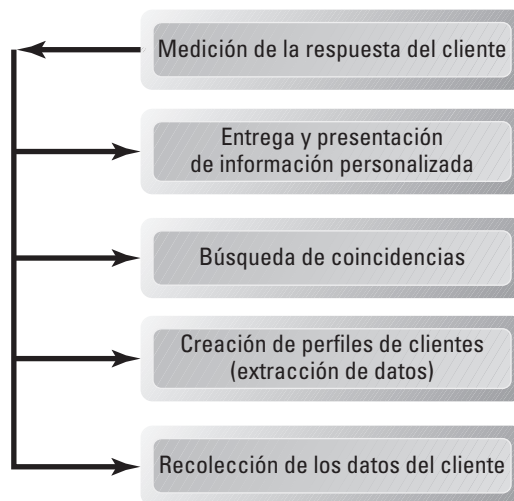 Medición de la respuesta del cliente
Entrega y presentación
de información personalizada
Búsqueda de coincidencias
Creación de perfiles de clientes
(extracción de datos)
Recolección de los datos del cliente